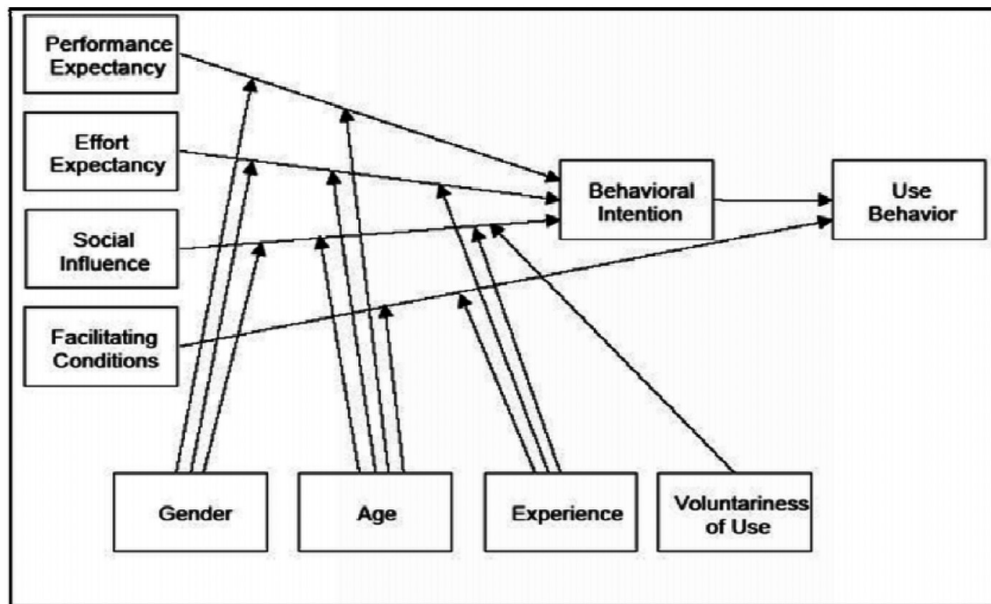 Performance
Expectancy
Effort
Expectancy
Social
Influence
Facilitating
Conditions
Behavioral
Intention
Use
Behavior
Gender
Age
Experience
Voluntariness
of Use